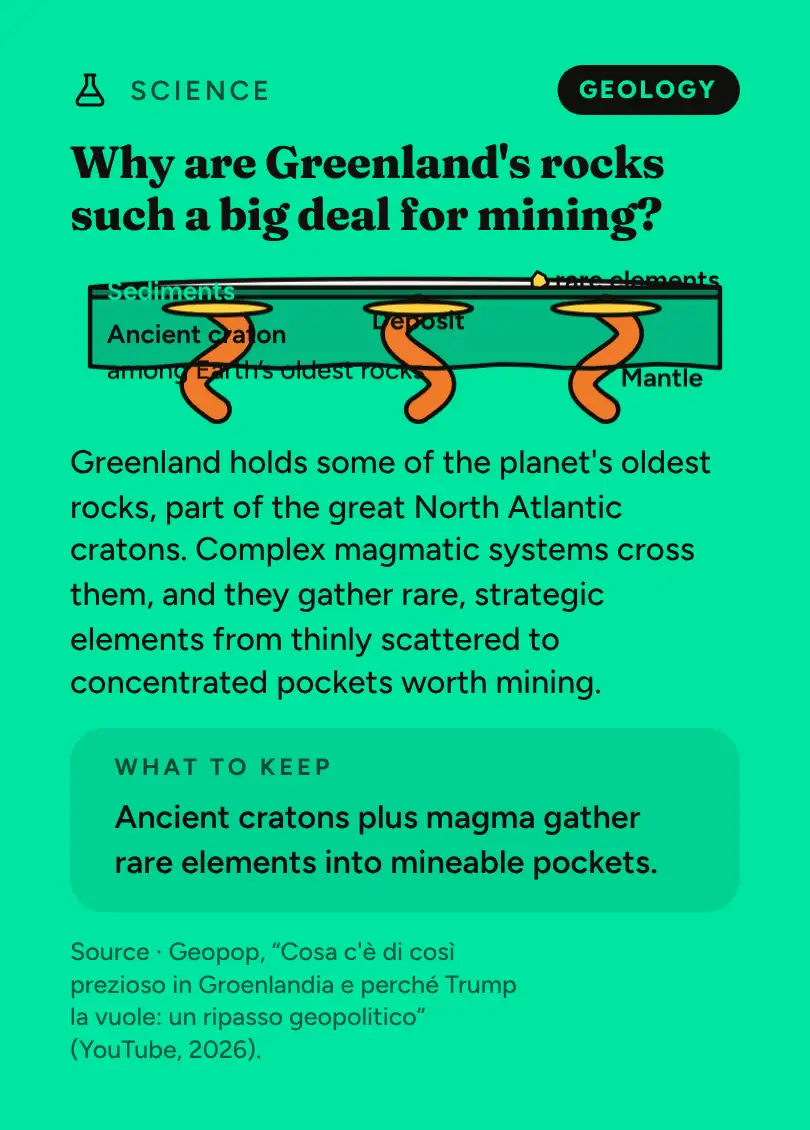 SCIENCE
GEOLOGY
Why are Greenland's rocks
such a big deal for mining?
rare elements
Sediments
Deposit
Ancient craton
among Earth's oldest rocks
Mantle
Greenland holds some of the planet's oldest
rocks, part of the great North Atlantic
cratons. Complex magmatic systems cross
them, and they gather rare, strategic
elements from thinly scattered to
concentrated pockets worth mining.
WHAT TO KEEP
Ancient cratons plus magma gather
rare elements into mineable pockets.
Source · Geopop, “Cosa c'è di così
prezioso in Groenlandia e perché Trump
la vuole: un ripasso geopolitico”
(YouTube, 2026).